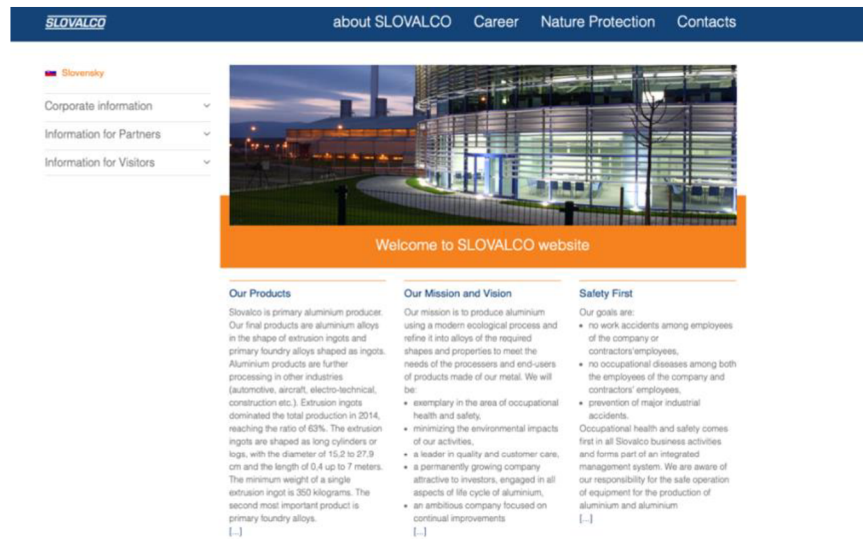 SLOVALCO
about SLOVALCO Career Nature Protection Contacts
Slovensky
Corporate information
Information for Partners
Information for Visitors
Welcome to SLOVALCO website
Our Products
Slovalco is primary aluminium producer.
Our final products are aluminium alloys
in the shape of extrusion ingots and
primary foundry alloys shaped as ingots.
Aluminium products are further
processing in other industries
(automotive, aircraft, electro-technical,
construction etc.). Extrusion ingots
dominated the total production in 2014,
reaching the ratio of 63%. The extrusion
ingots are shaped as long cylinders or
logs, with the diameter of 15,2 to 27,9
cm and the length of 0,4 up to 7 meters.
The minimum weight of a single
extrusion ingot is 350 kilograms. The
second most important product is
primary foundry alloys.
[...]
Our Mission and Vision
Our mission is to produce aluminium
using a modern ecological process and
refine it into alloys of the required
shapes and properties to meet the
needs of the processers and end-users
of products made of our metal. We will
be:
• exemplary in the area of occupational
health and safety,
• minimizing the environmental impacts
of our activities,
• a leader in quality and customer care,
• a permanently growing company
attractive to investors, engaged in all
aspects of life cycle of aluminium,
• an ambitious company focused on
continual improvements
[...]
Safety First
Our goals are:
• no work accidents among employees
of the company or
contractors'employees,
• no occupational diseases among both
the employees of the company and
contractors' employees,
• prevention of major industrial
accidents.
Occupational health and safety comes
first in all Slovalco business activities
and forms part of an integrated
management system. We are aware of
our responsibility for the safe operation
of equipment for the production of
aluminium and aluminium
[...]